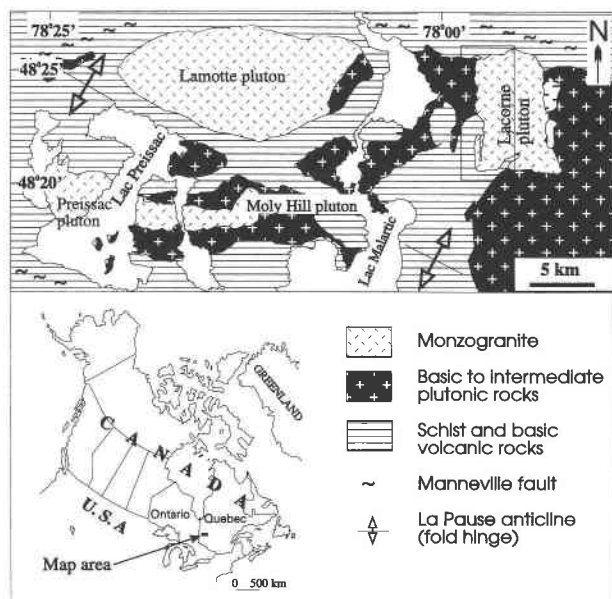 78°25'
78°00'
N
48°25'
Lamotte pluton
Lacorne
pluton
Lac Preissac
48°20'
Preissac
pluton
Moly Hill pluton
Lac Malartic
5 km
Monzogranite
Basic to intermediate
plutonic rocks
Schist and basic
volcanic rocks
Manneville fault
La Pause anticline
(fold hinge)
GREENLAND
CANADA
U.S.A
Ontario
Quebec
Map area
0 500 km